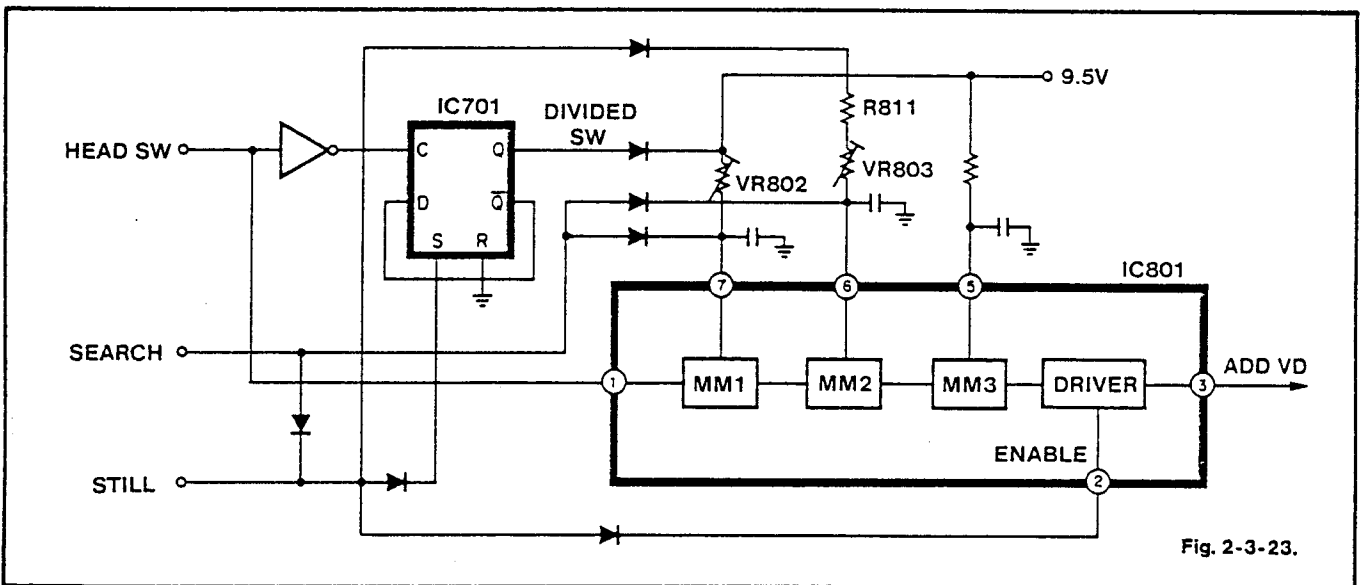 IC701
DIVIDED
SW
9.5V
R811
VR803
VR802
HEAD SW
C
Q
D
Q̅
S
R
IC801
7
6
5
SEARCH
1
MM1
MM2
MM3
DRIVER
3
ADD VD
ENABLE
2
STILL
Fig. 2-3-23.